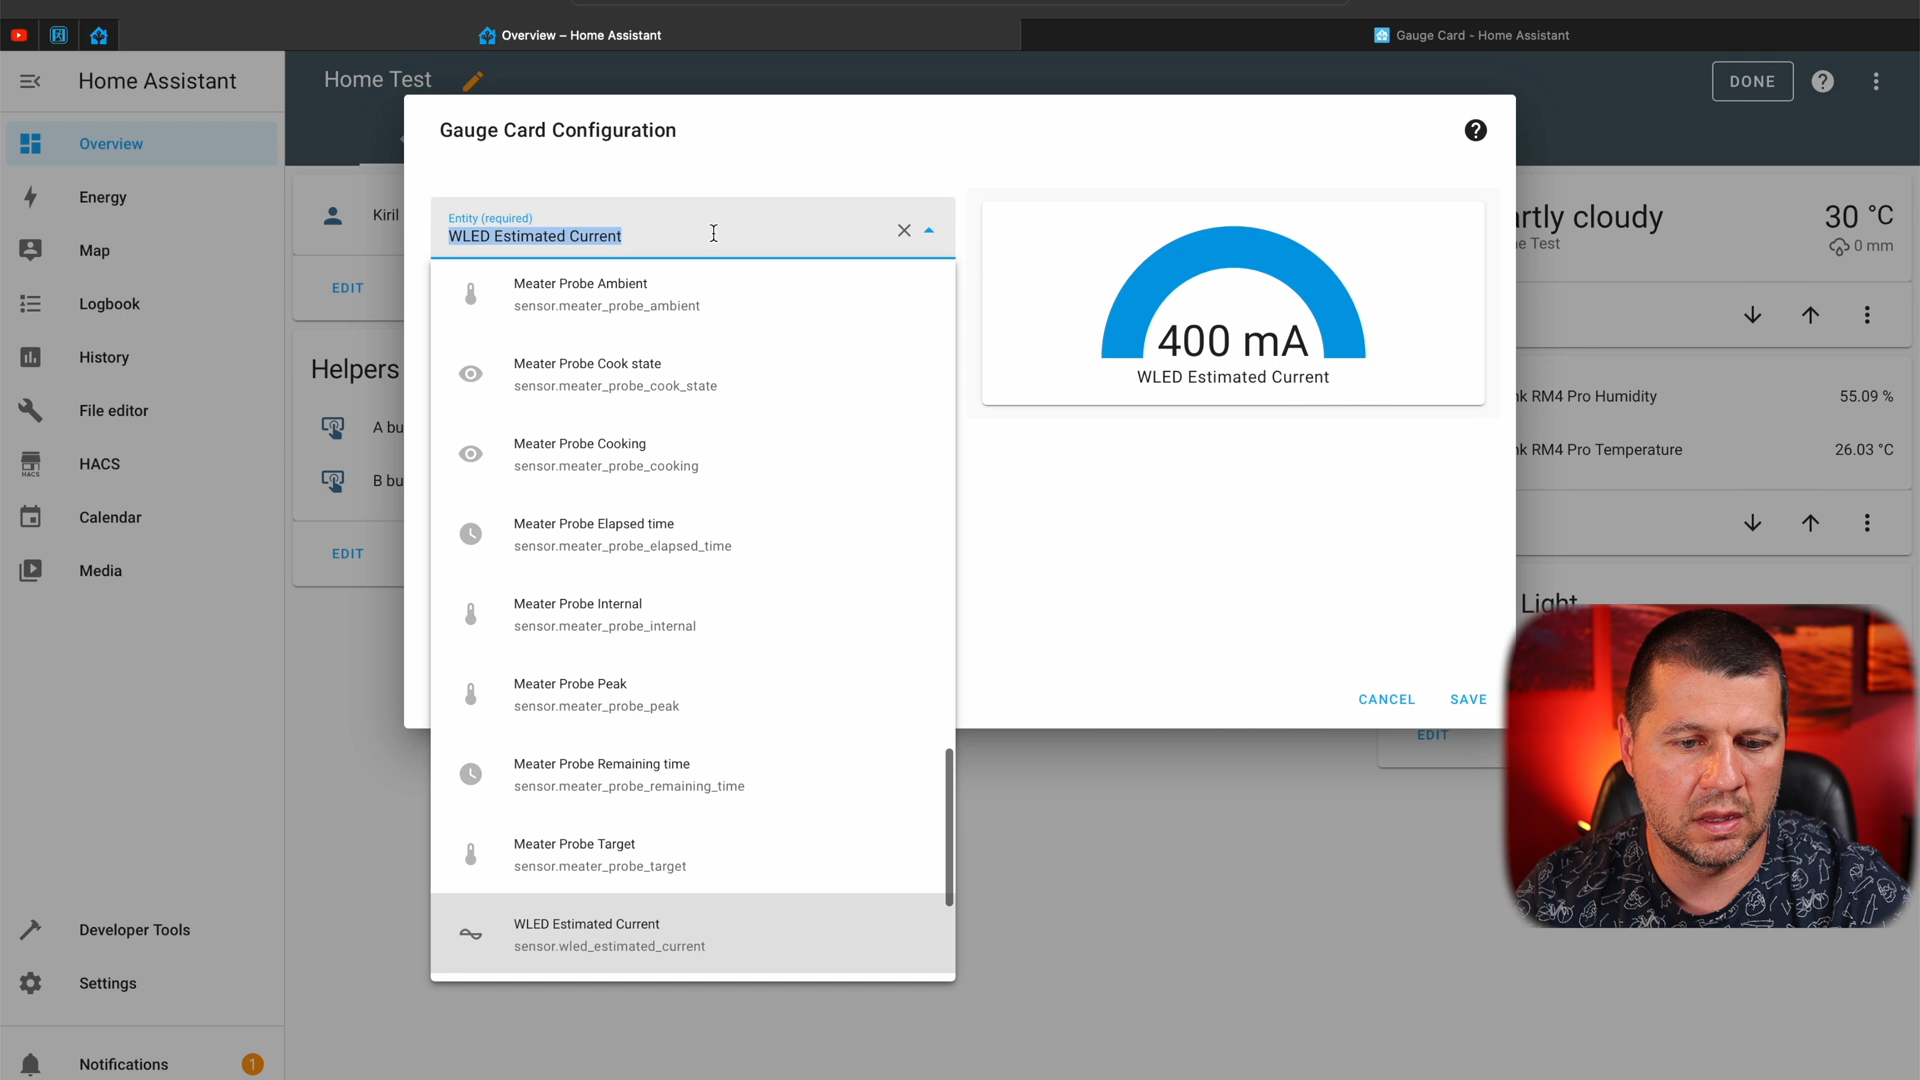 Overview – Home Assistant
Gauge Card - Home Assistant
Home Assistant
Home Test
DONE
Overview
Energy
Map
Logbook
History
File editor
HACS
HACS
Calendar
Media
Developer Tools
Settings
Notifications
1
Kiril
EDIT
Helpers
A bu
B bu
EDIT
Gauge Card Configuration
Entity (required)
WLED Estimated Current
Meater Probe Ambient
sensor.meater_probe_ambient
Meater Probe Cook state
sensor.meater_probe_cook_state
Meater Probe Cooking
sensor.meater_probe_cooking
Meater Probe Elapsed time
sensor.meater_probe_elapsed_time
Meater Probe Internal
sensor.meater_probe_internal
Meater Probe Peak
sensor.meater_probe_peak
Meater Probe Remaining time
sensor.meater_probe_remaining_time
Meater Probe Target
sensor.meater_probe_target
WLED Estimated Current
sensor.wled_estimated_current
400 mA
WLED Estimated Current
CANCEL
SAVE
rtly cloudy
e Test
30 °C
0 mm
nk RM4 Pro Humidity
55.09 %
nk RM4 Pro Temperature
26.03 °C
Light
EDIT